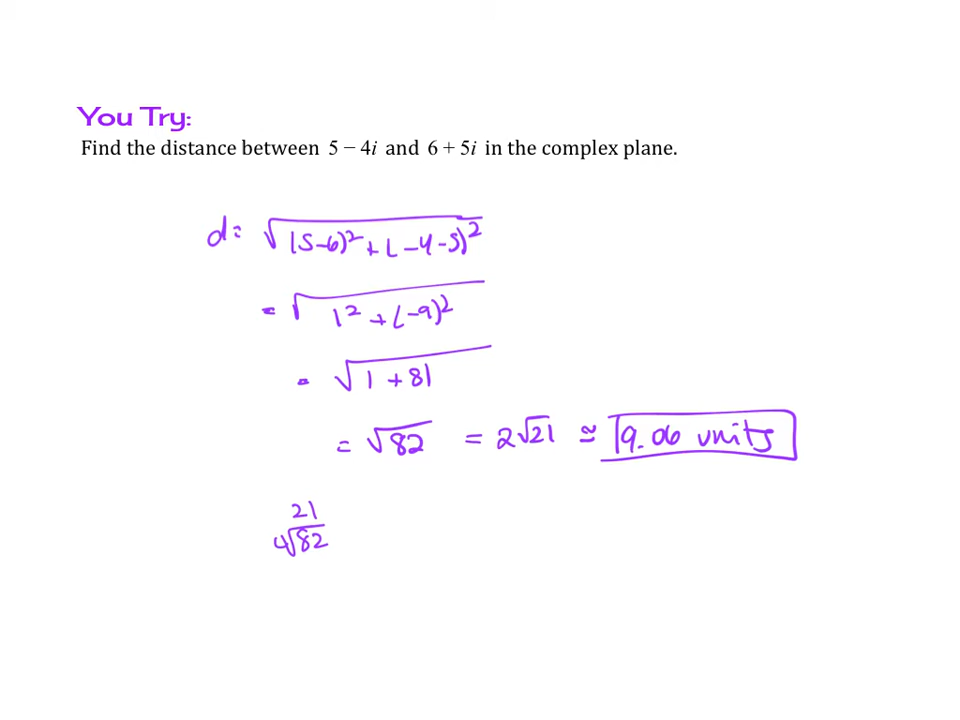 You Try:
Find the distance between 5 − 4i and 6 + 5i in the complex plane.
d= √(5-6)² + (-4-5)²
= √1² + (-9)²
= √1 + 81
= √82 = 2√21 ≅ 9.06 units
21
4√82